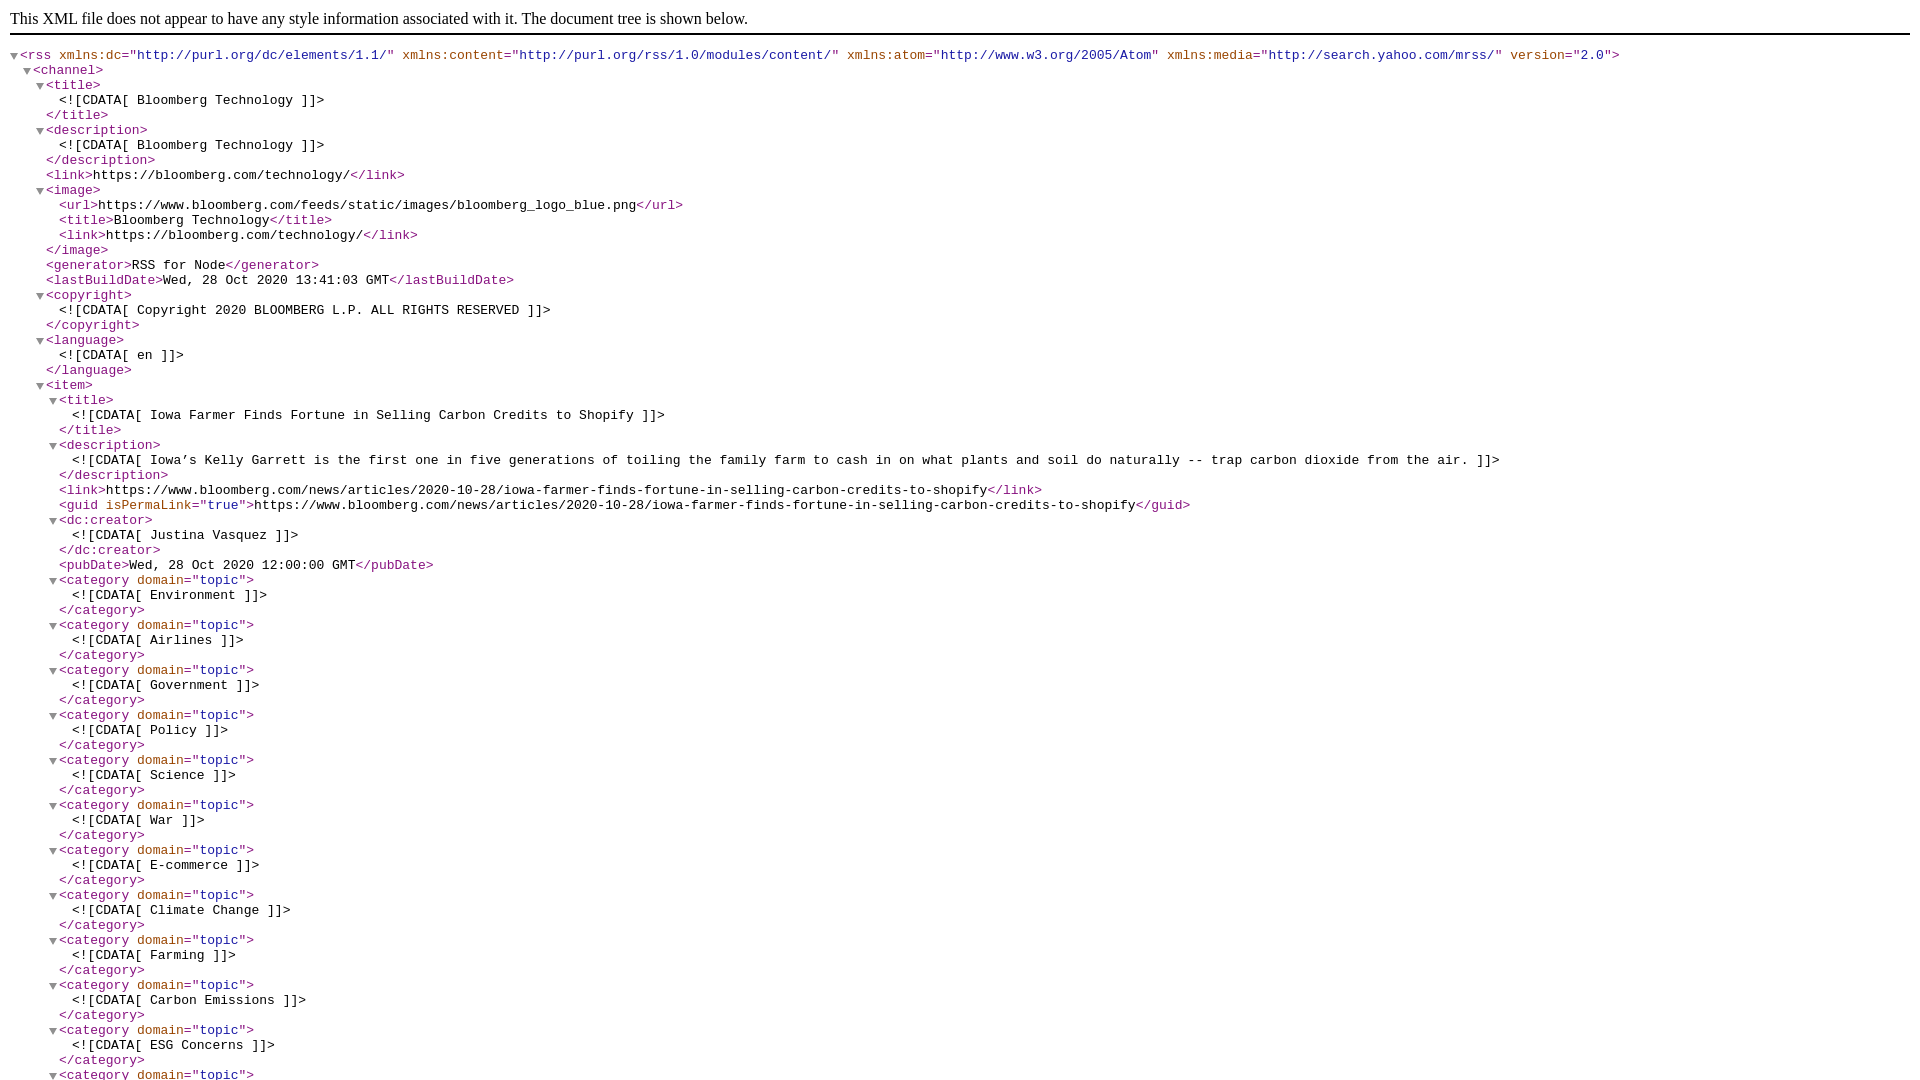 This XML file does not appear to have any style information associated with it. The document tree is shown below.
<rss xmlns:dc="http://purl.org/dc/elements/1.1/" xmlns:content="http://purl.org/rss/1.0/modules/content/" xmlns:atom="http://www.w3.org/2005/Atom" xmlns:media="http://search.yahoo.com/mrss/" version="2.0">
<channel>
<title>
<![CDATA[ Bloomberg Technology ]]>
</title>
<description>
<![CDATA[ Bloomberg Technology ]]>
</description>
<link>https://bloomberg.com/technology/</link>
<image>
<url>https://www.bloomberg.com/feeds/static/images/bloomberg_logo_blue.png</url>
<title>Bloomberg Technology</title>
<link>https://bloomberg.com/technology/</link>
</image>
<generator>RSS for Node</generator>
<lastBuildDate>Wed, 28 Oct 2020 13:41:03 GMT</lastBuildDate>
<copyright>
<![CDATA[ Copyright 2020 BLOOMBERG L.P. ALL RIGHTS RESERVED ]]>
</copyright>
<language>
<![CDATA[ en ]]>
</language>
<item>
<title>
<![CDATA[ Iowa Farmer Finds Fortune in Selling Carbon Credits to Shopify ]]>
</title>
<description>
<![CDATA[ Iowa’s Kelly Garrett is the first one in five generations of toiling the family farm to cash in on what plants and soil do naturally -- trap carbon dioxide from the air. ]]>
</description>
<link>https://www.bloomberg.com/news/articles/2020-10-28/iowa-farmer-finds-fortune-in-selling-carbon-credits-to-shopify</link>
<guid isPermaLink="true">https://www.bloomberg.com/news/articles/2020-10-28/iowa-farmer-finds-fortune-in-selling-carbon-credits-to-shopify</guid>
<dc:creator>
<![CDATA[ Justina Vasquez ]]>
</dc:creator>
<pubDate>Wed, 28 Oct 2020 12:00:00 GMT</pubDate>
<category domain="topic">
<![CDATA[ Environment ]]>
</category>
<category domain="topic">
<![CDATA[ Airlines ]]>
</category>
<category domain="topic">
<![CDATA[ Government ]]>
</category>
<category domain="topic">
<![CDATA[ Policy ]]>
</category>
<category domain="topic">
<![CDATA[ Science ]]>
</category>
<category domain="topic">
<![CDATA[ War ]]>
</category>
<category domain="topic">
<![CDATA[ E-commerce ]]>
</category>
<category domain="topic">
<![CDATA[ Climate Change ]]>
</category>
<category domain="topic">
<![CDATA[ Farming ]]>
</category>
<category domain="topic">
<![CDATA[ Carbon Emissions ]]>
</category>
<category domain="topic">
<![CDATA[ ESG Concerns ]]>
</category>
<category domain="topic">